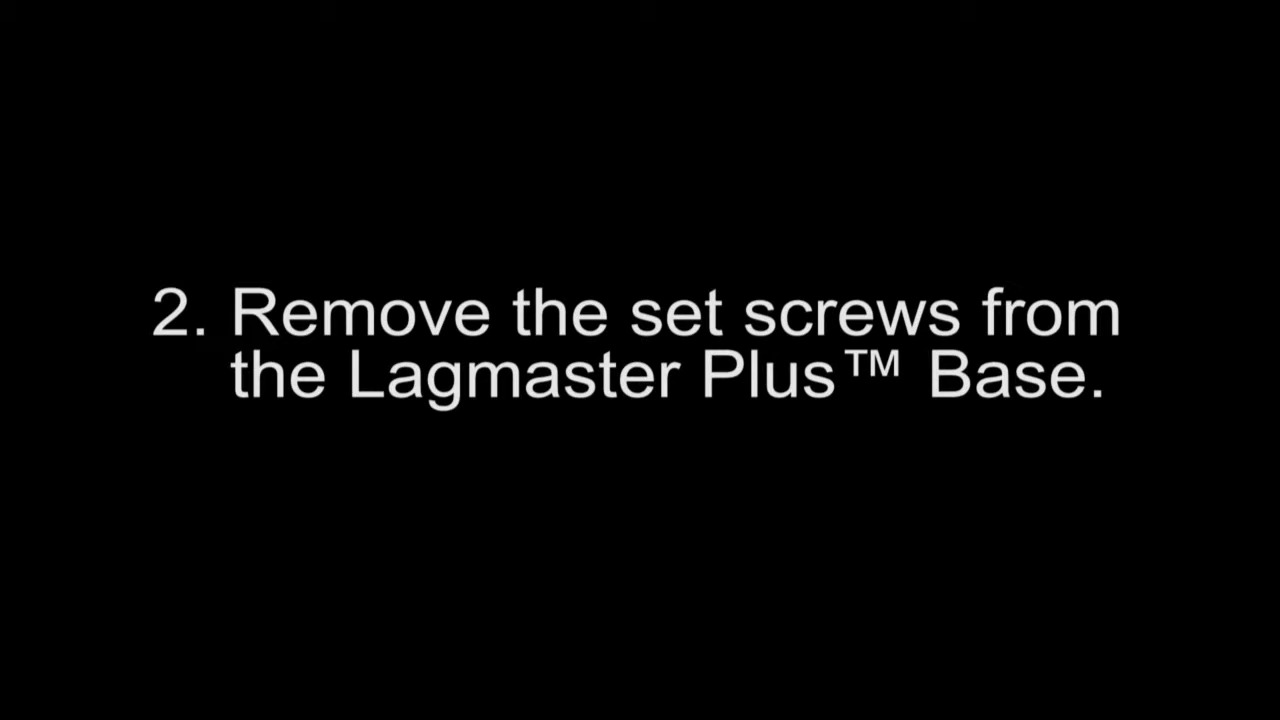 2. Remove the set screws from
the Lagmaster Plus™ Base.